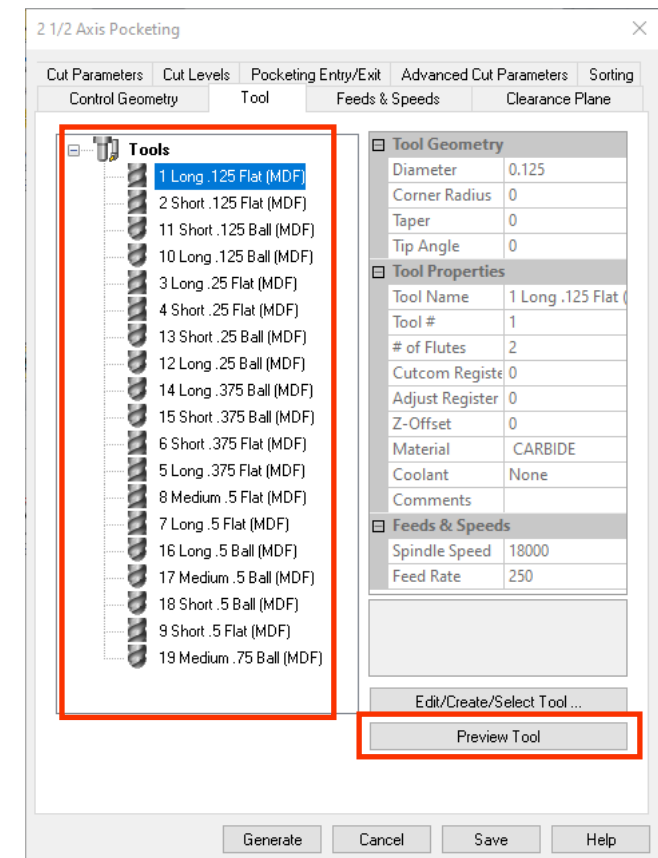 2 1/2 Axis Pocketing
Cut Parameters Cut Levels Pocketing Entry/Exit Advanced Cut Parameters Sorting
Control Geometry Tool Feeds & Speeds Clearance Plane
Tools
1 Long .125 Flat (MDF)
2 Short .125 Flat (MDF)
11 Short .125 Ball (MDF)
10 Long .125 Ball (MDF)
3 Long .25 Flat (MDF)
4 Short .25 Flat (MDF)
13 Short .25 Ball (MDF)
12 Long .25 Ball (MDF)
14 Long .375 Ball (MDF)
15 Short .375 Ball (MDF)
6 Short .375 Flat (MDF)
5 Long .375 Flat (MDF)
8 Medium .5 Flat (MDF)
7 Long .5 Flat (MDF)
16 Long .5 Ball (MDF)
17 Medium .5 Ball (MDF)
18 Short .5 Ball (MDF)
9 Short .5 Flat (MDF)
19 Medium .75 Ball (MDF)
Tool Geometry
Diameter 0.125
Corner Radius 0
Taper 0
Tip Angle 0
Tool Properties
Tool Name 1 Long .125 Flat (
Tool # 1
# of Flutes 2
Cutcom Registe 0
Adjust Register 0
Z-Offset 0
Material CARBIDE
Coolant None
Comments
Feeds & Speeds
Spindle Speed 18000
Feed Rate 250
Edit/Create/Select Tool ...
Preview Tool
Generate Cancel Save Help